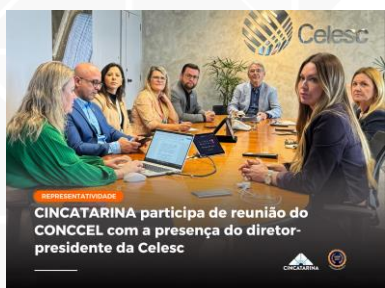 Celesc
REPRESENTATIVIDADE
CINCATARINA participa de reunião do
CONCCEL com a presença do diretor-
presidente da Celesc
CINCATARINA